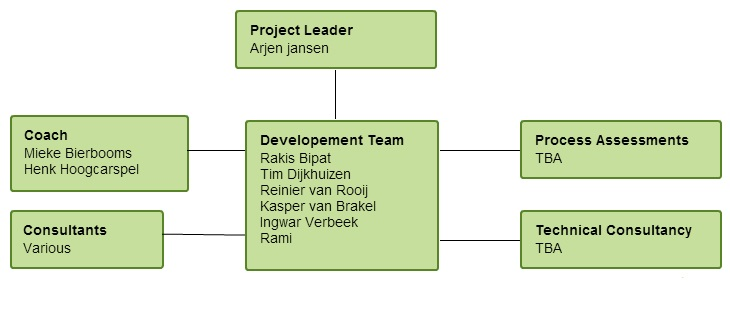 Project Leader
Arjen jansen
Coach
Mieke Bierbooms
Henk Hoogcarspel
Developement Team
Rakis Bipat
Tim Dijkhuizen
Reinier van Rooij
Kasper van Brakel
Ingwar Verbeek
Rami
Process Assessments
TBA
Consultants
Various
Technical Consultancy
TBA